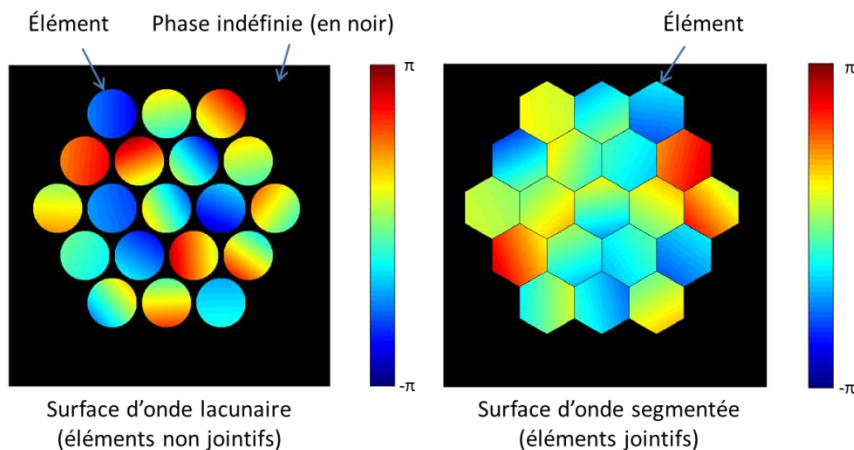 Élément
Phase indéfinie (en noir)
Élément
π
π
-π
-π
Surface d'onde lacunaire
(éléments non jointifs)
Surface d'onde segmentée
(éléments jointifs)